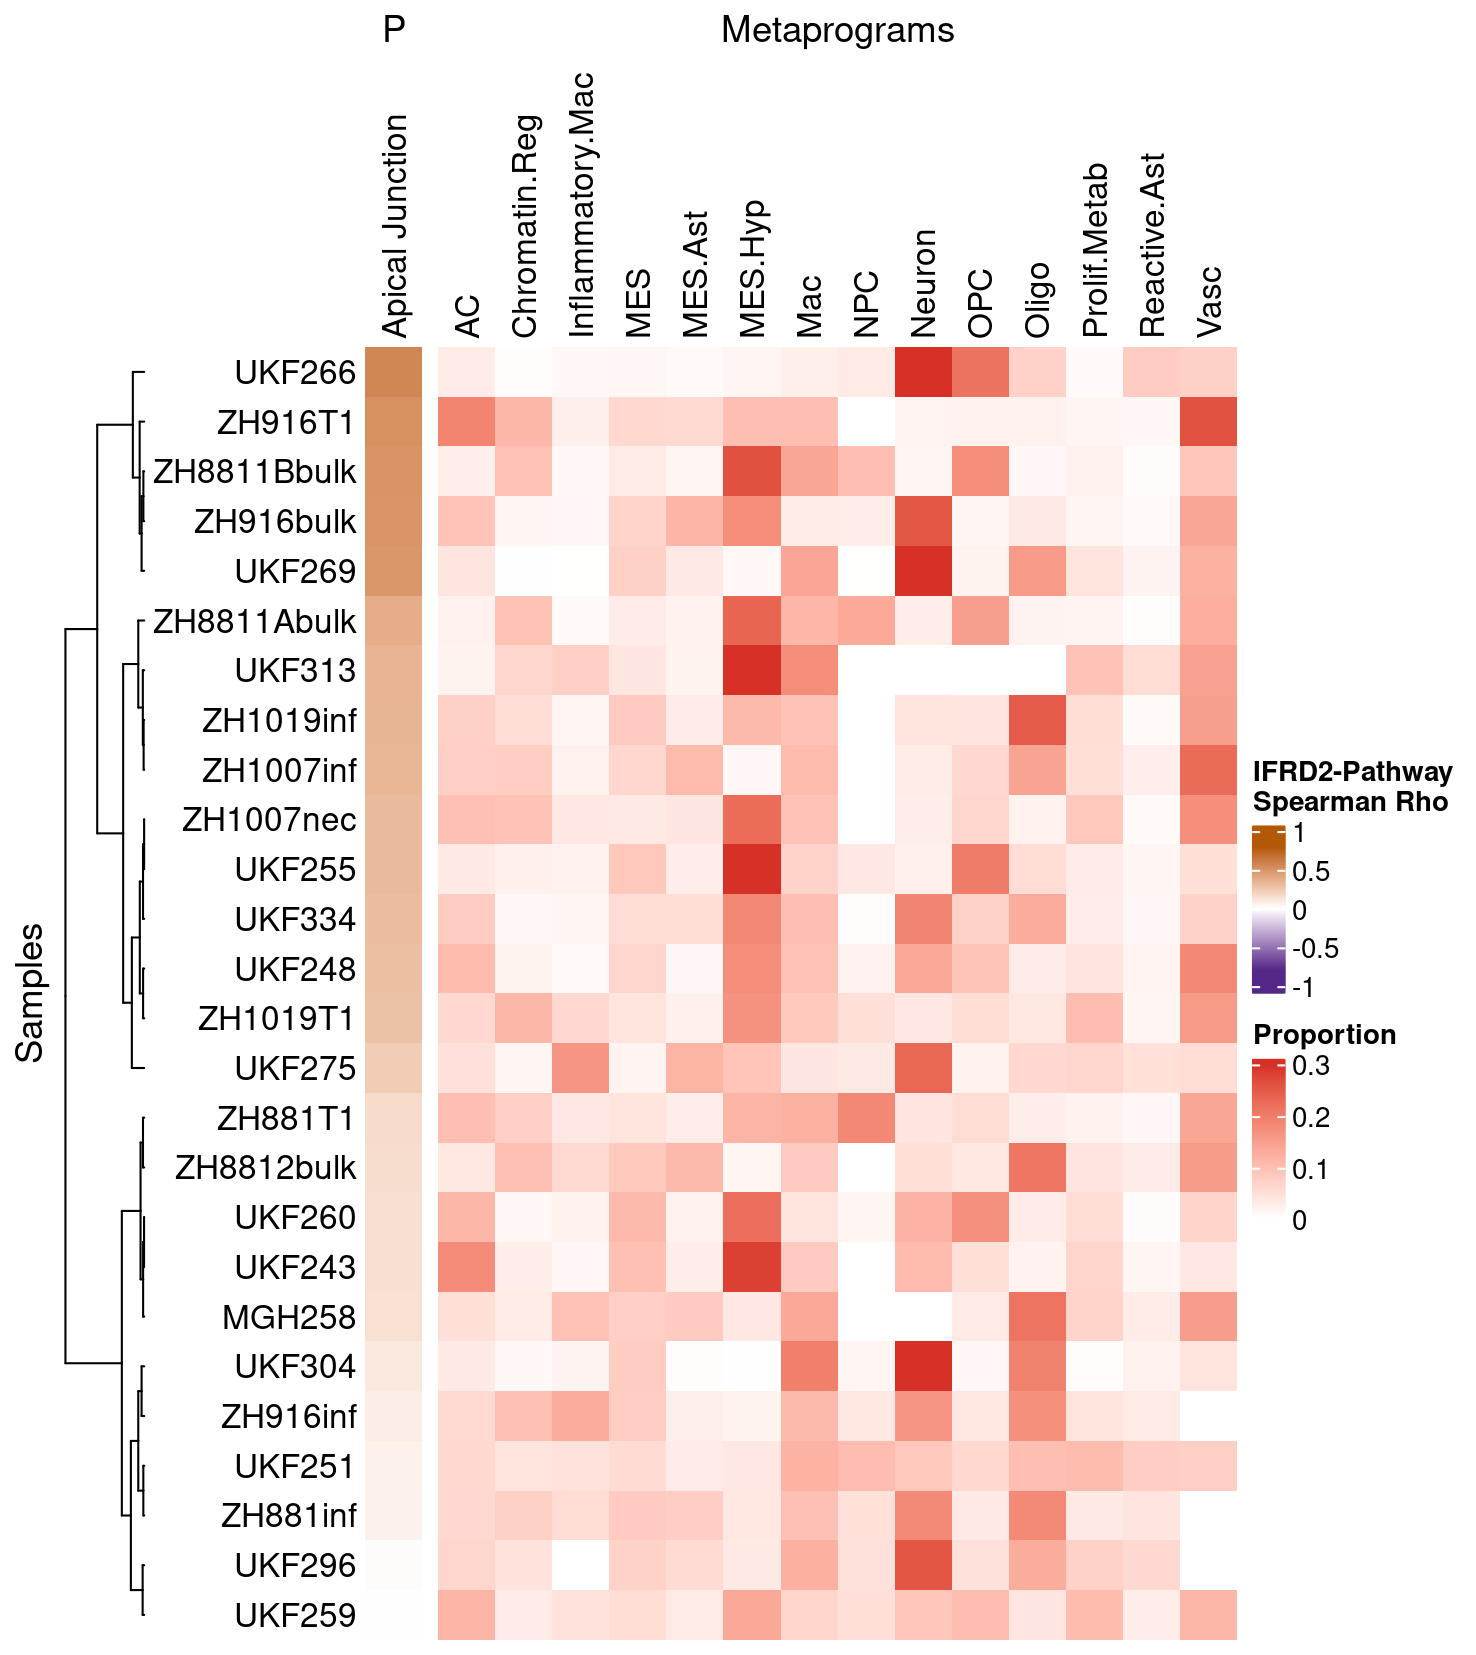 P
Metaprograms
Apical Junction
AC
Chromatin.Reg
Inflammatory.Mac
MES
MES.Ast
MES.Hyp
Mac
NPC
Neuron
OPC
Oligo
Prolif.Metab
Reactive.Ast
Vasc
Samples
UKF266
ZH916T1
ZH8811Bbulk
ZH916bulk
UKF269
ZH8811Abulk
UKF313
ZH1019inf
ZH1007inf
ZH1007nec
UKF255
UKF334
UKF248
ZH1019T1
UKF275
ZH881T1
ZH8812bulk
UKF260
UKF243
MGH258
UKF304
ZH916inf
UKF251
ZH881inf
UKF296
UKF259
IFRD2-Pathway
Spearman Rho
1
0.5
0
-0.5
-1
Proportion
0.3
0.2
0.1
0